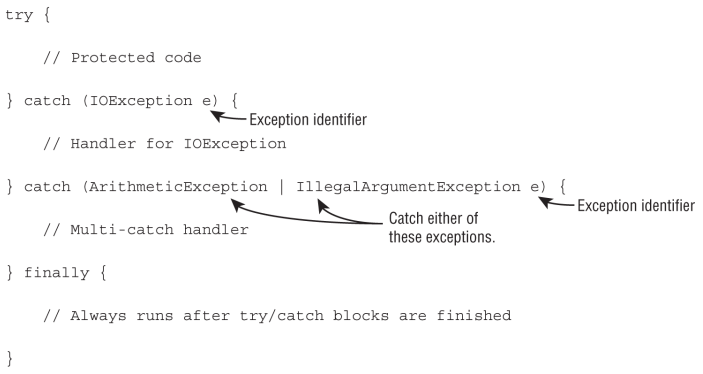 try {
// Protected code
} catch (IOException e) {
Exception identifier
// Handler for IOException
} catch (ArithmeticException | IllegalArgumentException e) {
Exception identifier
Catch either of
these exceptions.
// Multi-catch handler
} finally {
// Always runs after try/catch blocks are finished
}